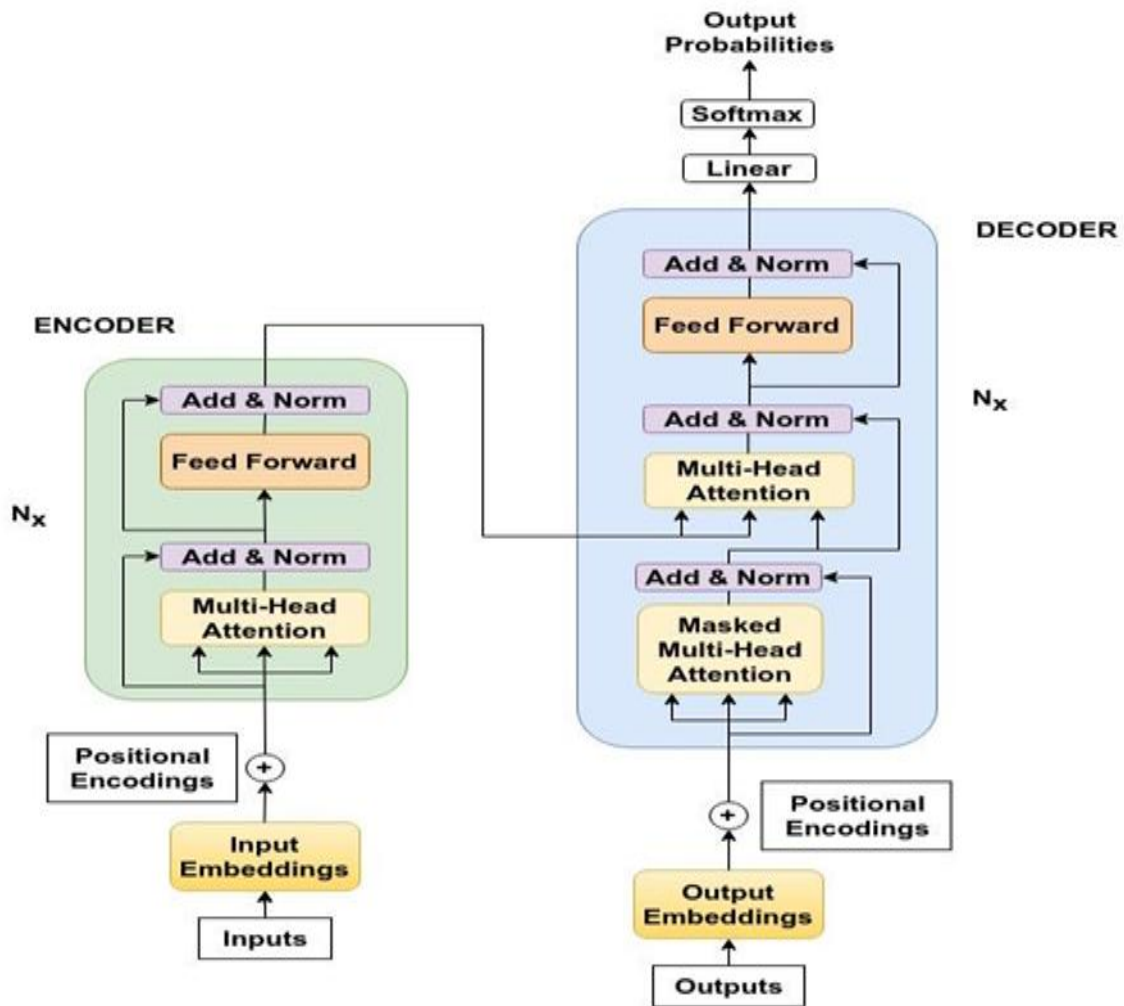 Output
Probabilities
Softmax
Linear
DECODER
Add & Norm
Feed Forward
Nx
Add & Norm
Multi-Head
Attention
Add & Norm
Masked
Multi-Head
Attention
+
Positional
Encodings
Output
Embeddings
Outputs
ENCODER
Add & Norm
Feed Forward
Nx
Add & Norm
Multi-Head
Attention
Positional
Encodings
+
Input
Embeddings
Inputs